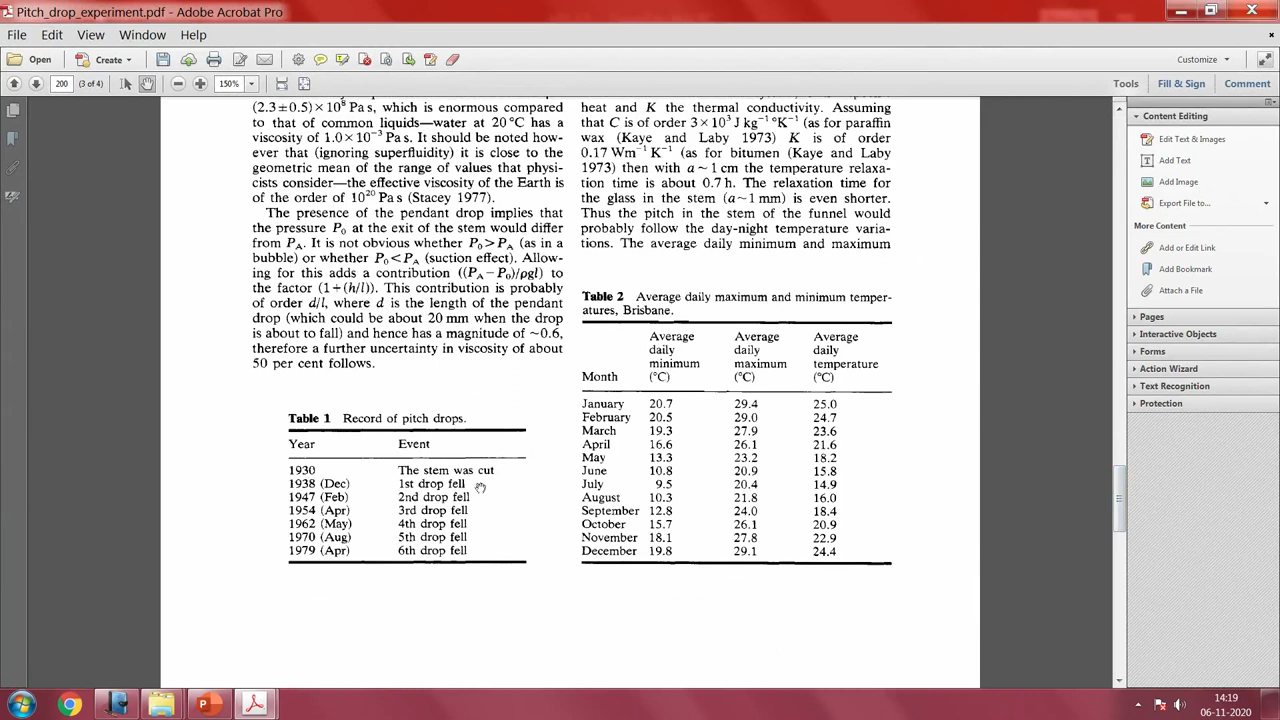 Pitch_drop_experiment.pdf - Adobe Acrobat Pro
File Edit View Window Help
Open Create Customize
200 (3 of 4) 150% Tools Fill & Sign Comment
(2.3±0.5)×10⁸ Pa s, which is enormous compared
to that of common liquids—water at 20 °C has a
viscosity of 1.0×10⁻³ Pa s. It should be noted how-
ever that (ignoring superfluidity) it is close to the
geometric mean of the range of values that physi-
cists consider—the effective viscosity of the Earth is
of the order of 10²⁰ Pa s (Stacey 1977).
The presence of the pendant drop implies that
the pressure P₀ at the exit of the stem would differ
from P_A. It is not obvious whether P₀>P_A (as in a
bubble) or whether P₀<P_A (suction effect). Allow-
ing for this adds a contribution ((P_A−P₀)/ρgl) to
the factor (1+(h/l)). This contribution is probably
of order d/l, where d is the length of the pendant
drop (which could be about 20 mm when the drop
is about to fall) and hence has a magnitude of ~0.6,
therefore a further uncertainty in viscosity of about
50 per cent follows.
Table 1 Record of pitch drops.
Year Event
1930 The stem was cut
1938 (Dec) 1st drop fell
1947 (Feb) 2nd drop fell
1954 (Apr) 3rd drop fell
1962 (May) 4th drop fell
1970 (Aug) 5th drop fell
1979 (Apr) 6th drop fell
heat and K the thermal conductivity. Assuming
that C is of order 3×10³ J kg⁻¹ °K⁻¹ (as for paraffin
wax (Kaye and Laby 1973) K is of order
0.17 Wm⁻¹ K⁻¹ (as for bitumen (Kaye and Laby
1973) then with a~1 cm the temperature relaxa-
tion time is about 0.7 h. The relaxation time for
the glass in the stem (a~1 mm) is even shorter.
Thus the pitch in the stem of the funnel would
probably follow the day-night temperature varia-
tions. The average daily minimum and maximum
Table 2 Average daily maximum and minimum temper-
atures, Brisbane.
Average Average Average
daily daily daily
minimum maximum temperature
Month (°C) (°C) (°C)
January 20.7 29.4 25.0
February 20.5 29.0 24.7
March 19.3 27.9 23.6
April 16.6 26.1 21.6
May 13.3 23.2 18.2
June 10.8 20.9 15.8
July 9.5 20.4 14.9
August 10.3 21.8 16.0
September 12.8 24.0 18.4
October 15.7 26.1 20.9
November 18.1 27.8 22.9
December 19.8 29.1 24.4
Content Editing
Edit Text & Images
Add Text
Add Image
Export File to...
More Content
Add or Edit Link
Add Bookmark
Attach a File
Pages
Interactive Objects
Forms
Action Wizard
Text Recognition
Protection
14:19
06-11-2020